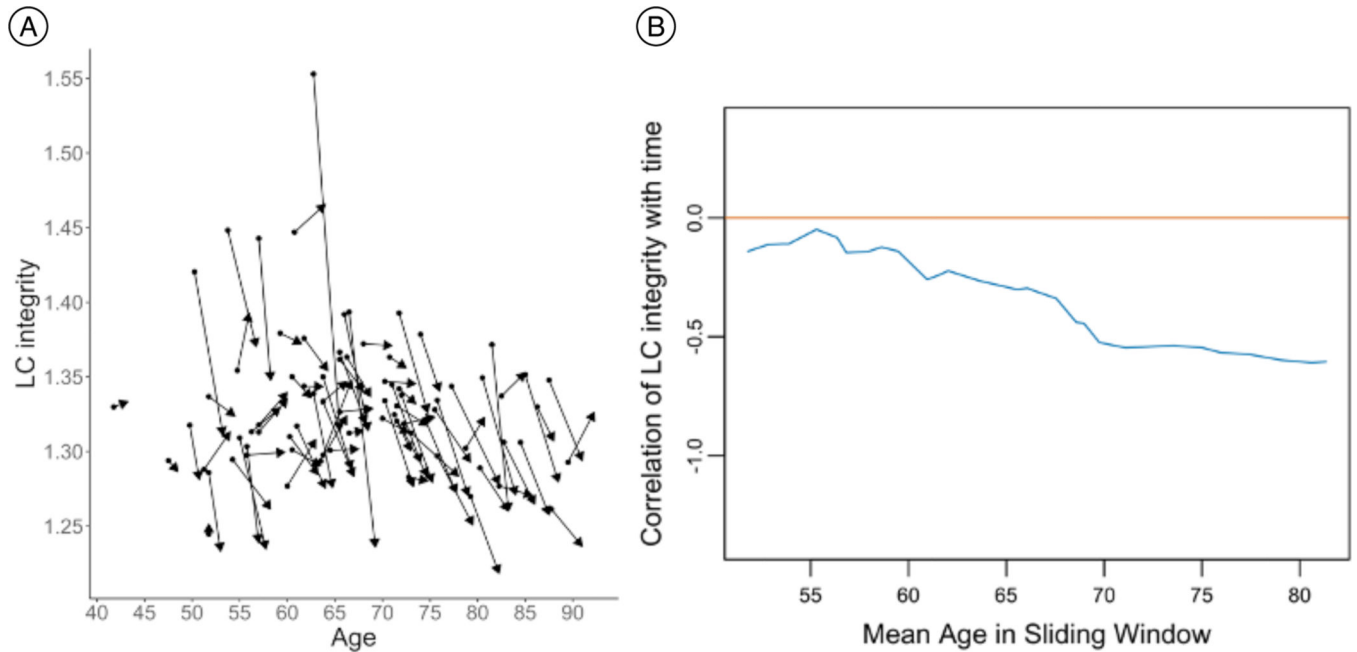 A
1.55
1.50
1.45
1.40
1.35
1.30
1.25
LC integrity
40 45 50 55 60 65 70 75 80 85 90
Age
B
Correlation of LC integrity with time
0.0
-0.5
-1.0
55 60 65 70 75 80
Mean Age in Sliding Window